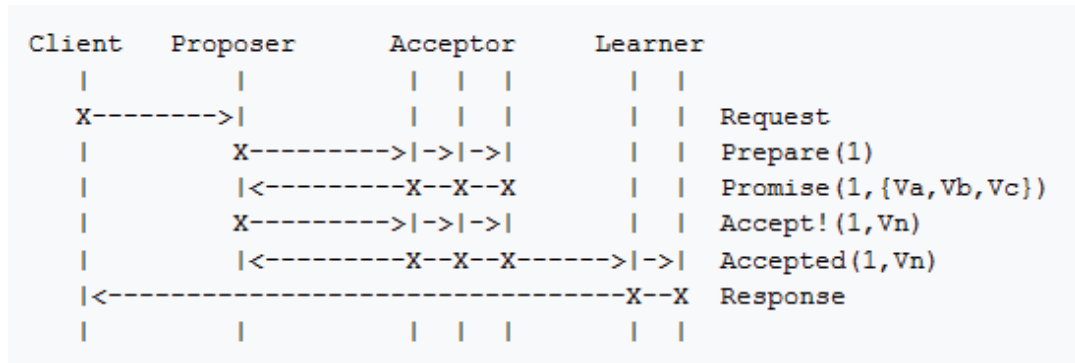 Client   Proposer      Acceptor     Learner
   |         |          |  |  |       |  |
   X-------->|          |  |  |       |  |  Request
   |         X--------->|->|->|       |  |  Prepare(1)
   |         |<---------X--X--X       |  |  Promise(1,{Va,Vb,Vc})
   |         X--------->|->|->|       |  |  Accept!(1,Vn)
   |         |<---------X--X--X------>|->|  Accepted(1,Vn)
   |<---------------------------------X--X  Response
   |         |          |  |  |       |  |